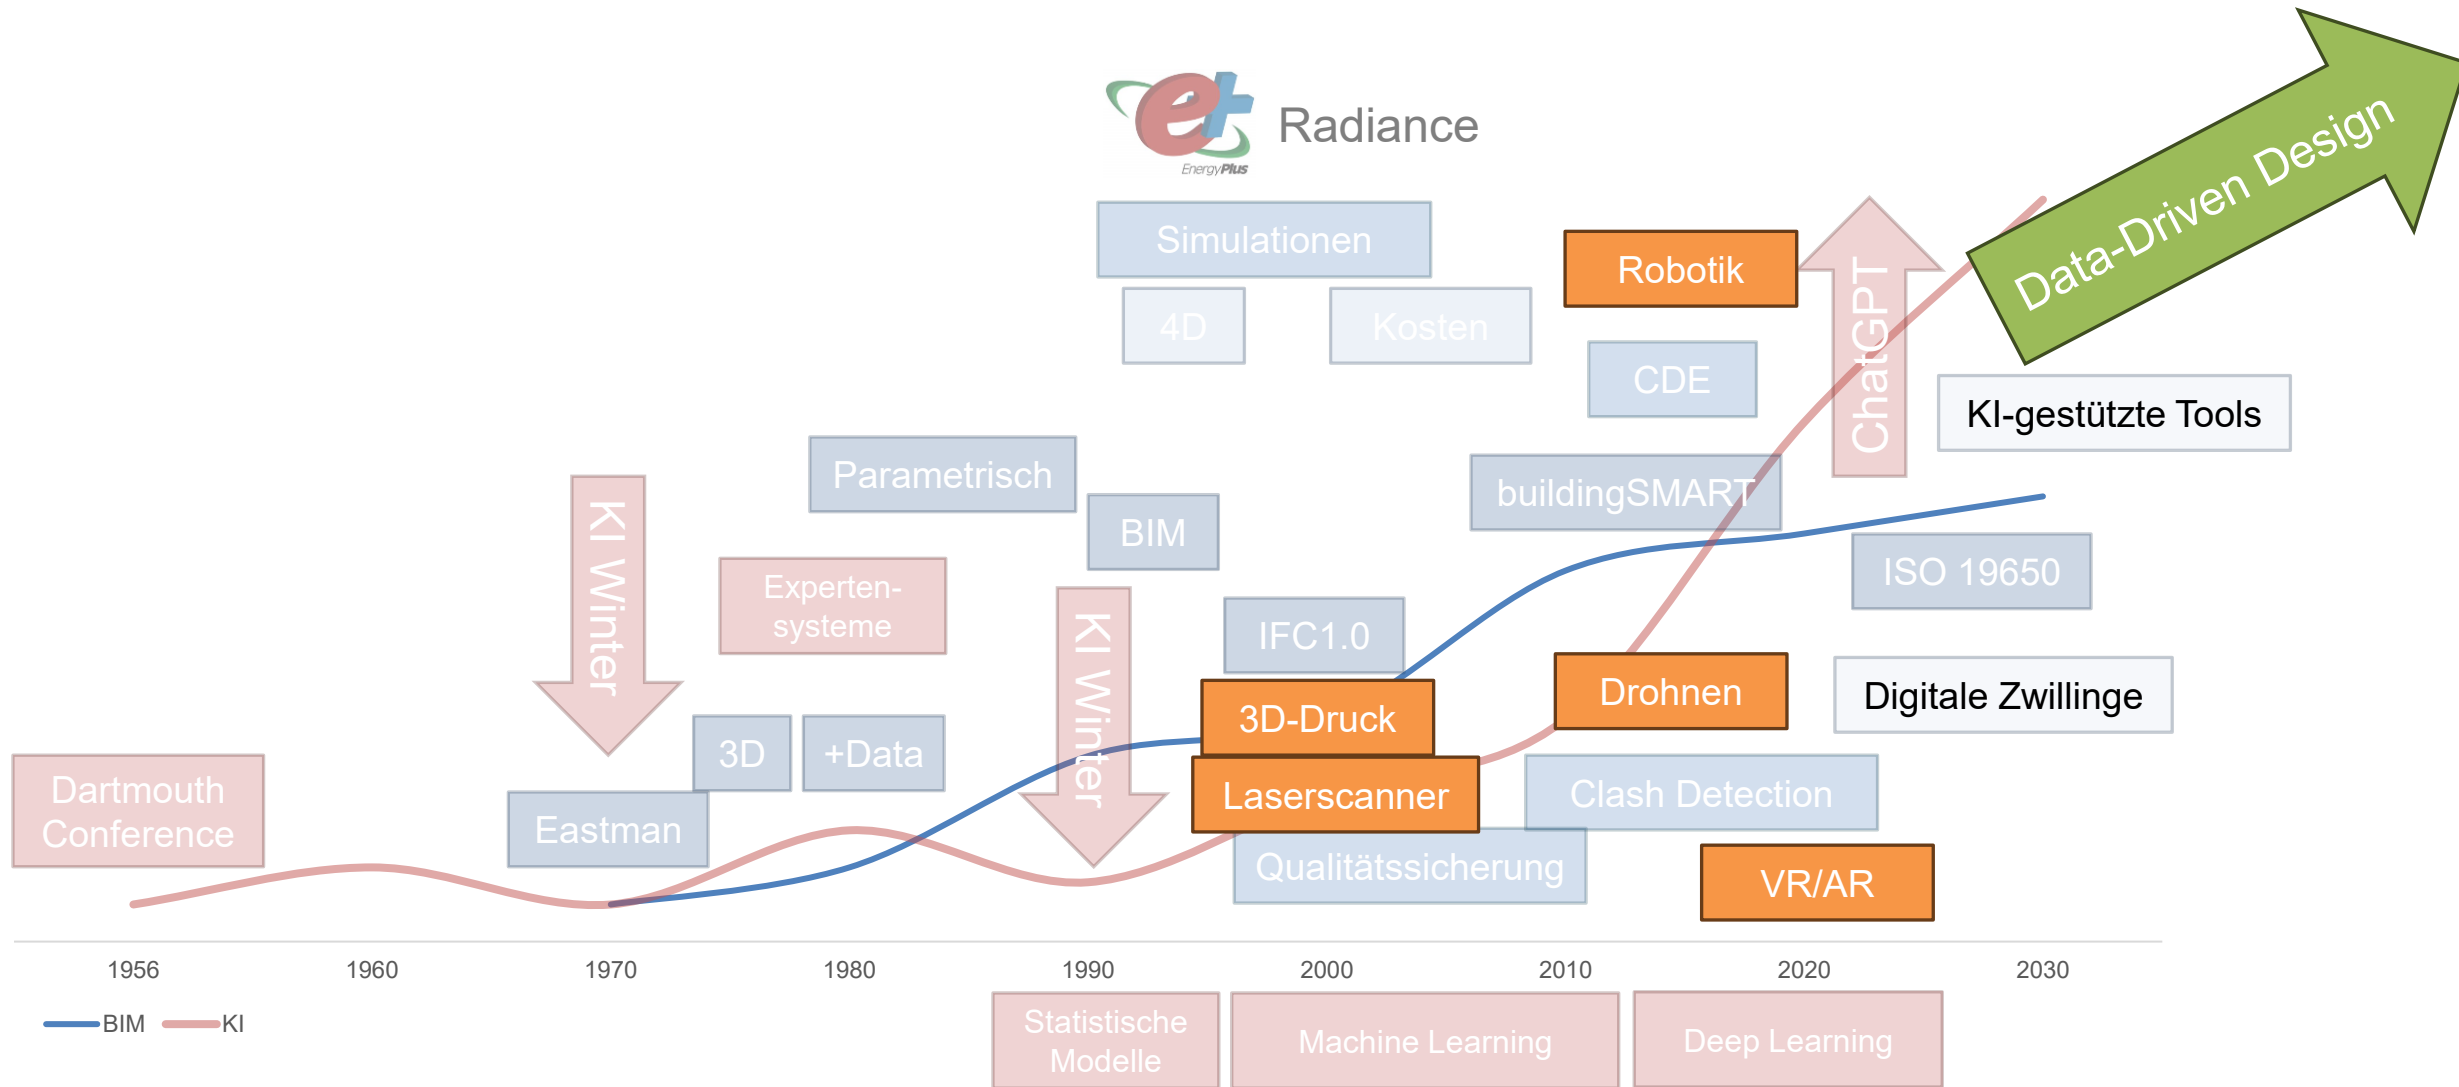 e+
EnergyPlus
Radiance
Data-Driven Design
Simulationen
Robotik
4D
Kosten
ChatGPT
CDE
KI-gestützte Tools
Parametrisch
buildingSMART
KI Winter
BIM
Experten-
systeme
ISO 19650
KI Winter
IFC1.0
3D-Druck
Drohnen
Digitale Zwillinge
3D
+Data
Dartmouth
Conference
Laserscanner
Clash Detection
Eastman
Qualitätssicherung
VR/AR
1956
1960
1970
1980
1990
2000
2010
2020
2030
BIM
KI
Statistische
Modelle
Machine Learning
Deep Learning